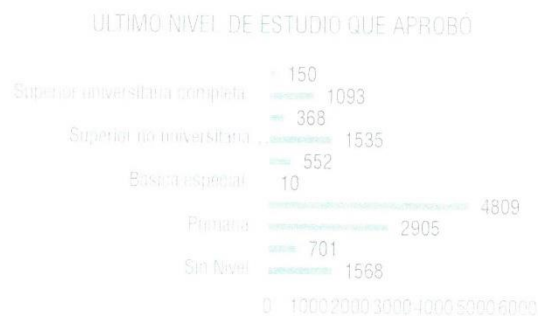 ULTIMO NIVEL DE ESTUDIO QUE APROBÓ
150
Superior universitaria completa 1093
368
Superior no universitaria ... 1535
552
Básica especial 10
4809
Primaria 2905
701
Sin Nivel 1568
0 1000 2000 3000 4000 5000 6000